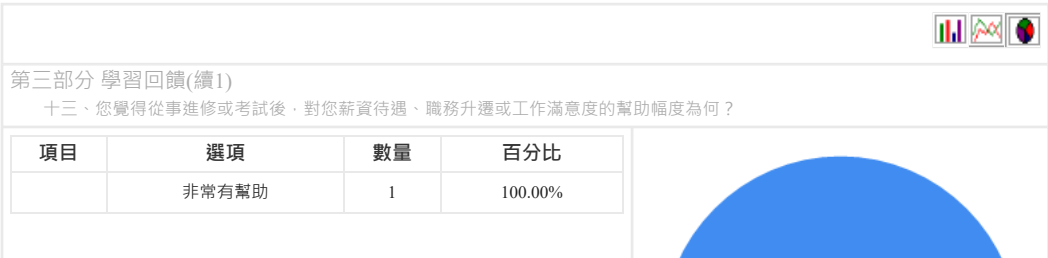 第三部分 學習回饋(續1)
十三、您覺得從事進修或考試後，對您薪資待遇、職務升遷或工作滿意度的幫助幅度為何？
項目 選項 數量 百分比
非常有幫助 1 100.00%